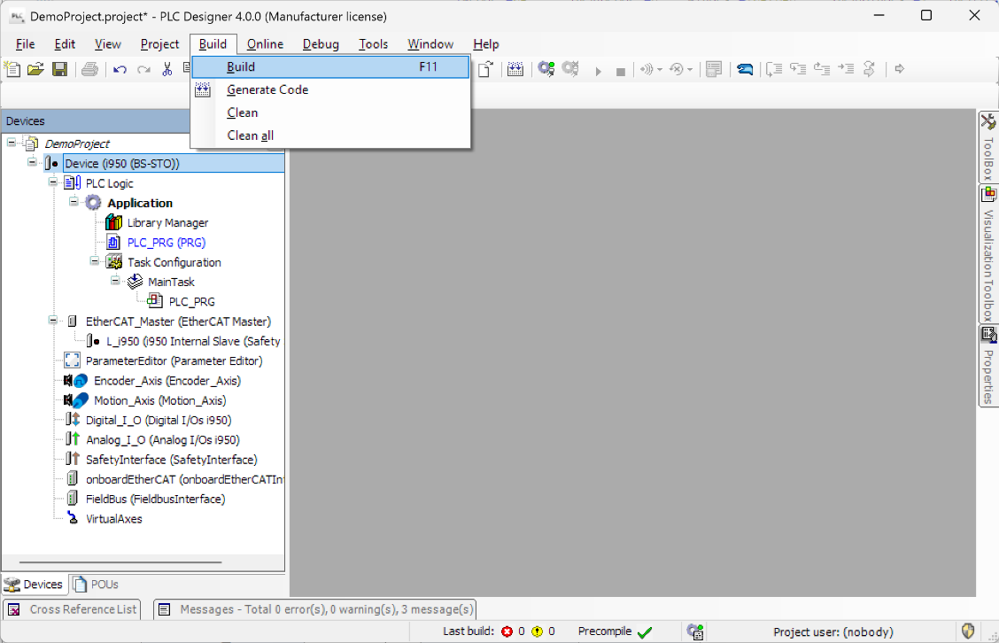 DemoProject.project* - PLC Designer 4.0.0 (Manufacturer license)
File Edit View Project Build Online Debug Tools Window Help
Build F11
Generate Code
Clean
Clean all
Devices
DemoProject
Device (i950 (BS-STO))
PLC Logic
Application
Library Manager
PLC_PRG (PRG)
Task Configuration
MainTask
PLC_PRG
EtherCAT_Master (EtherCAT Master)
L_i950 (i950 Internal Slave (Safety
ParameterEditor (Parameter Editor)
Encoder_Axis (Encoder_Axis)
Motion_Axis (Motion_Axis)
Digital_I_O (Digital I/Os i950)
Analog_I_O (Analog I/Os i950)
SafetyInterface (SafetyInterface)
onboardEtherCAT (onboardEtherCATInt
FieldBus (FieldbusInterface)
VirtualAxes
ToolBox
Visualization Toolbox
Properties
Devices POUs
Cross Reference List Messages - Total 0 error(s), 0 warning(s), 3 message(s)
Last build: 0 0 Precompile Project user: (nobody)